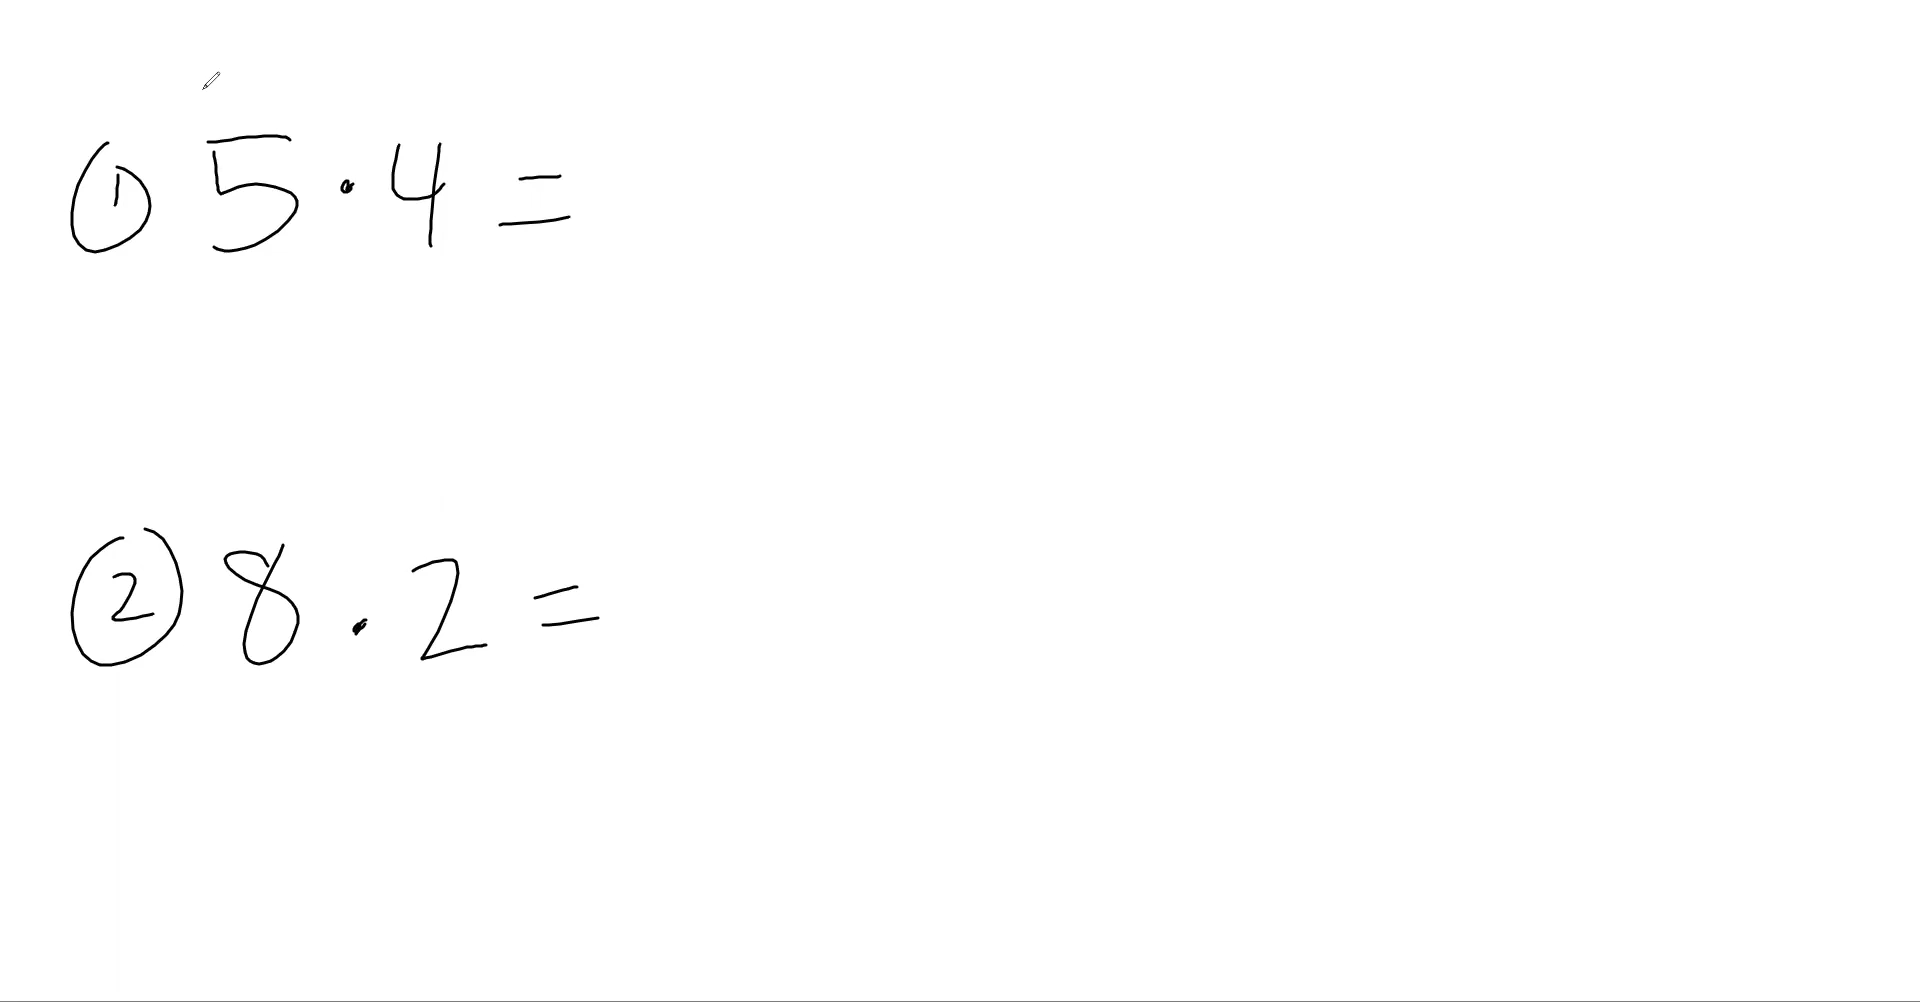 ① 5 · 4 =
② 8 · 2 =